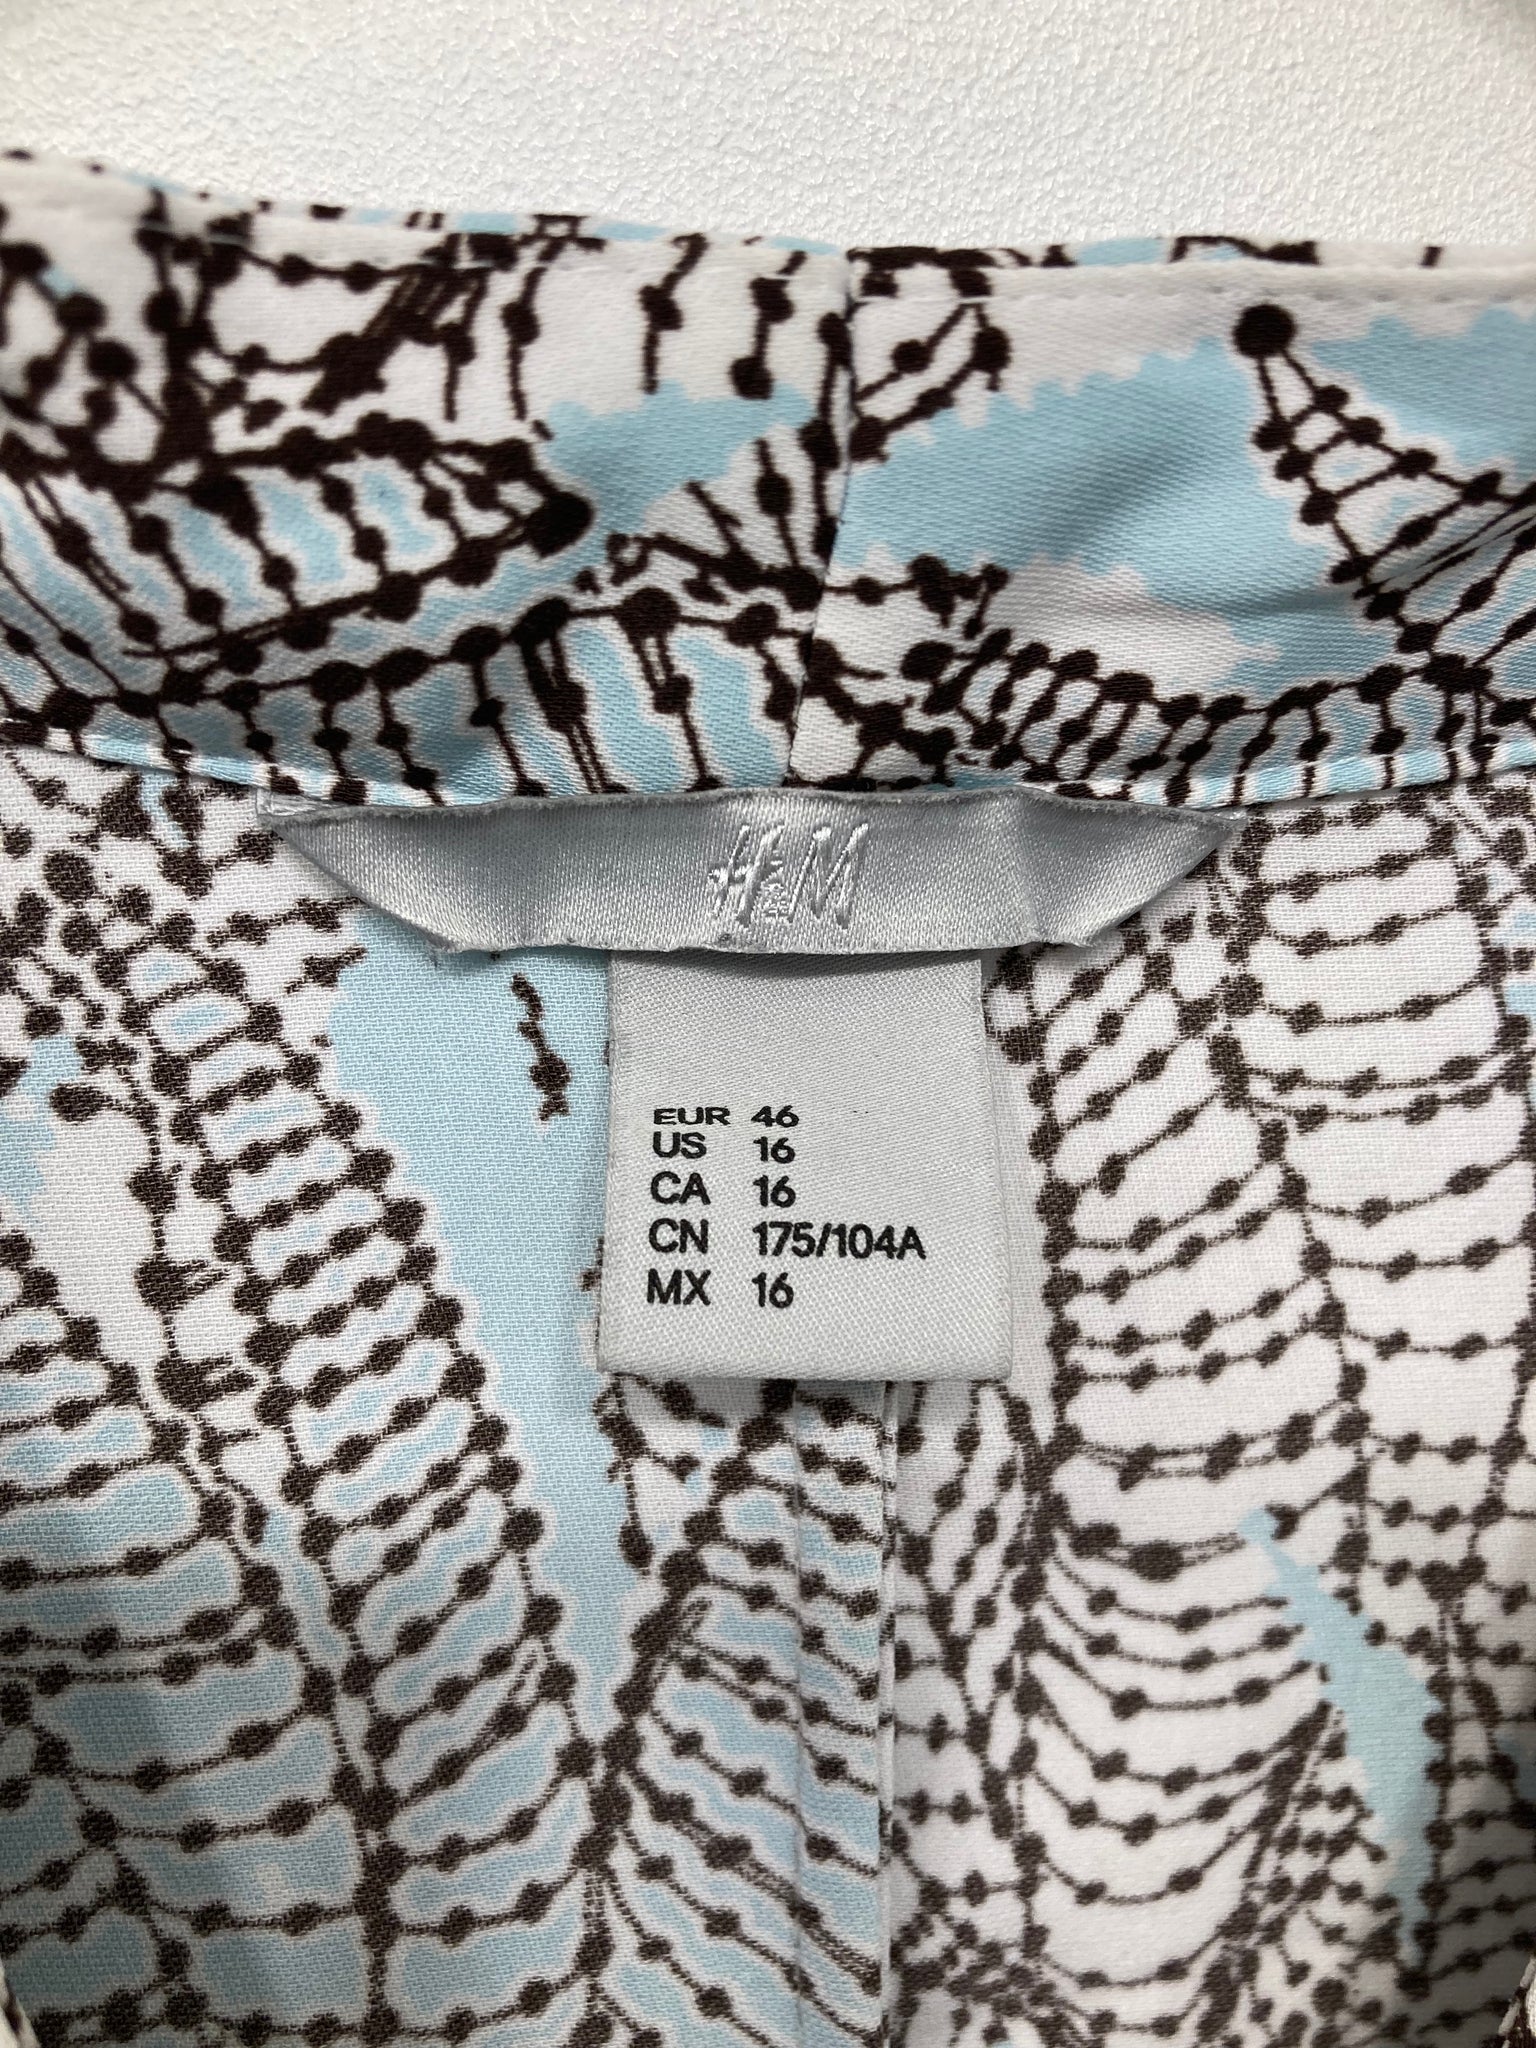 H&M
EUR 46
US 16
CA 16
CN 175/104A
MX 16